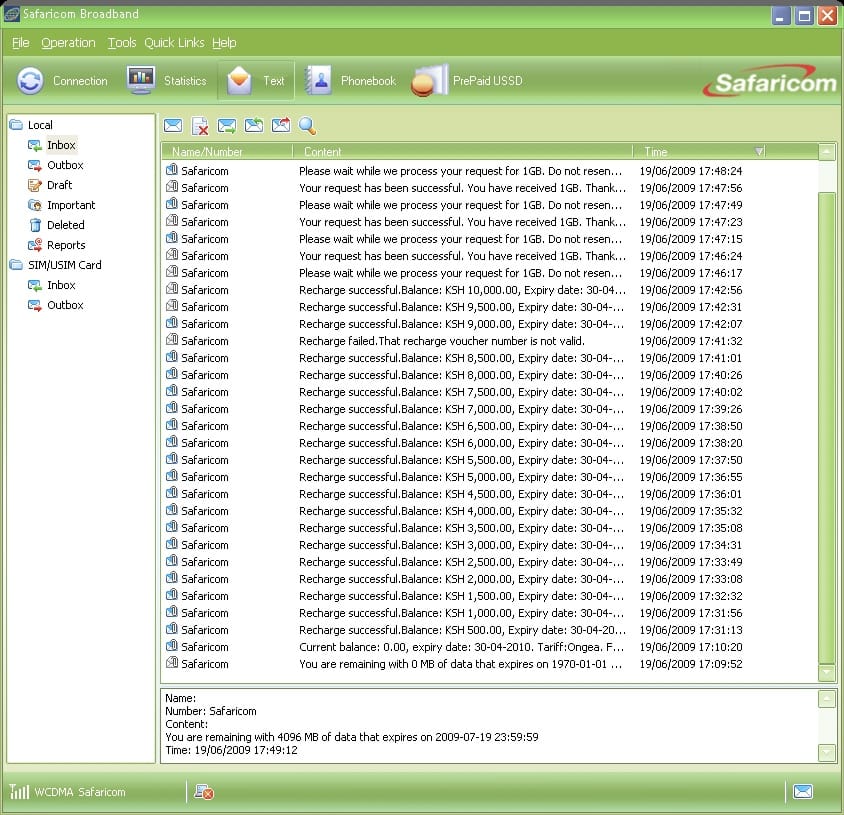 Safaricom Broadband
File Operation Tools Quick Links Help
Connection Statistics Text Phonebook PrePaid USSD Safaricom
Local
Inbox
Outbox
Draft
Important
Deleted
Reports
SIM/USIM Card
Inbox
Outbox
Name/Number Content Time
Safaricom Please wait while we process your request for 1GB. Do not resen... 19/06/2009 17:48:24
Safaricom Your request has been successful. You have received 1GB. Thank... 19/06/2009 17:47:56
Safaricom Please wait while we process your request for 1GB. Do not resen... 19/06/2009 17:47:49
Safaricom Your request has been successful. You have received 1GB. Thank... 19/06/2009 17:47:23
Safaricom Please wait while we process your request for 1GB. Do not resen... 19/06/2009 17:47:15
Safaricom Your request has been successful. You have received 1GB. Thank... 19/06/2009 17:46:24
Safaricom Please wait while we process your request for 1GB. Do not resen... 19/06/2009 17:46:17
Safaricom Recharge successful.Balance: KSH 10,000.00, Expiry date: 30-04... 19/06/2009 17:42:56
Safaricom Recharge successful.Balance: KSH 9,500.00, Expiry date: 30-04-... 19/06/2009 17:42:31
Safaricom Recharge successful.Balance: KSH 9,000.00, Expiry date: 30-04-... 19/06/2009 17:42:07
Safaricom Recharge failed.That recharge voucher number is not valid. 19/06/2009 17:41:32
Safaricom Recharge successful.Balance: KSH 8,500.00, Expiry date: 30-04-... 19/06/2009 17:41:01
Safaricom Recharge successful.Balance: KSH 8,000.00, Expiry date: 30-04-... 19/06/2009 17:40:26
Safaricom Recharge successful.Balance: KSH 7,500.00, Expiry date: 30-04-... 19/06/2009 17:40:02
Safaricom Recharge successful.Balance: KSH 7,000.00, Expiry date: 30-04-... 19/06/2009 17:39:26
Safaricom Recharge successful.Balance: KSH 6,500.00, Expiry date: 30-04-... 19/06/2009 17:38:50
Safaricom Recharge successful.Balance: KSH 6,000.00, Expiry date: 30-04-... 19/06/2009 17:38:20
Safaricom Recharge successful.Balance: KSH 5,500.00, Expiry date: 30-04-... 19/06/2009 17:37:50
Safaricom Recharge successful.Balance: KSH 5,000.00, Expiry date: 30-04-... 19/06/2009 17:36:55
Safaricom Recharge successful.Balance: KSH 4,500.00, Expiry date: 30-04-... 19/06/2009 17:36:01
Safaricom Recharge successful.Balance: KSH 4,000.00, Expiry date: 30-04-... 19/06/2009 17:35:32
Safaricom Recharge successful.Balance: KSH 3,500.00, Expiry date: 30-04-... 19/06/2009 17:35:08
Safaricom Recharge successful.Balance: KSH 3,000.00, Expiry date: 30-04-... 19/06/2009 17:34:31
Safaricom Recharge successful.Balance: KSH 2,500.00, Expiry date: 30-04-... 19/06/2009 17:33:49
Safaricom Recharge successful.Balance: KSH 2,000.00, Expiry date: 30-04-... 19/06/2009 17:33:08
Safaricom Recharge successful.Balance: KSH 1,500.00, Expiry date: 30-04-... 19/06/2009 17:32:32
Safaricom Recharge successful.Balance: KSH 1,000.00, Expiry date: 30-04-... 19/06/2009 17:31:56
Safaricom Recharge successful.Balance: KSH 500.00, Expiry date: 30-04-20... 19/06/2009 17:31:13
Safaricom Current balance: 0.00, expiry date: 30-04-2010. Tariff:Ongea. F... 19/06/2009 17:10:20
Safaricom You are remaining with 0 MB of data that expires on 1970-01-01 ... 19/06/2009 17:09:52
Name:
Number: Safaricom
Content:
You are remaining with 4096 MB of data that expires on 2009-07-19 23:59:59
Time: 19/06/2009 17:49:12
WCDMA Safaricom